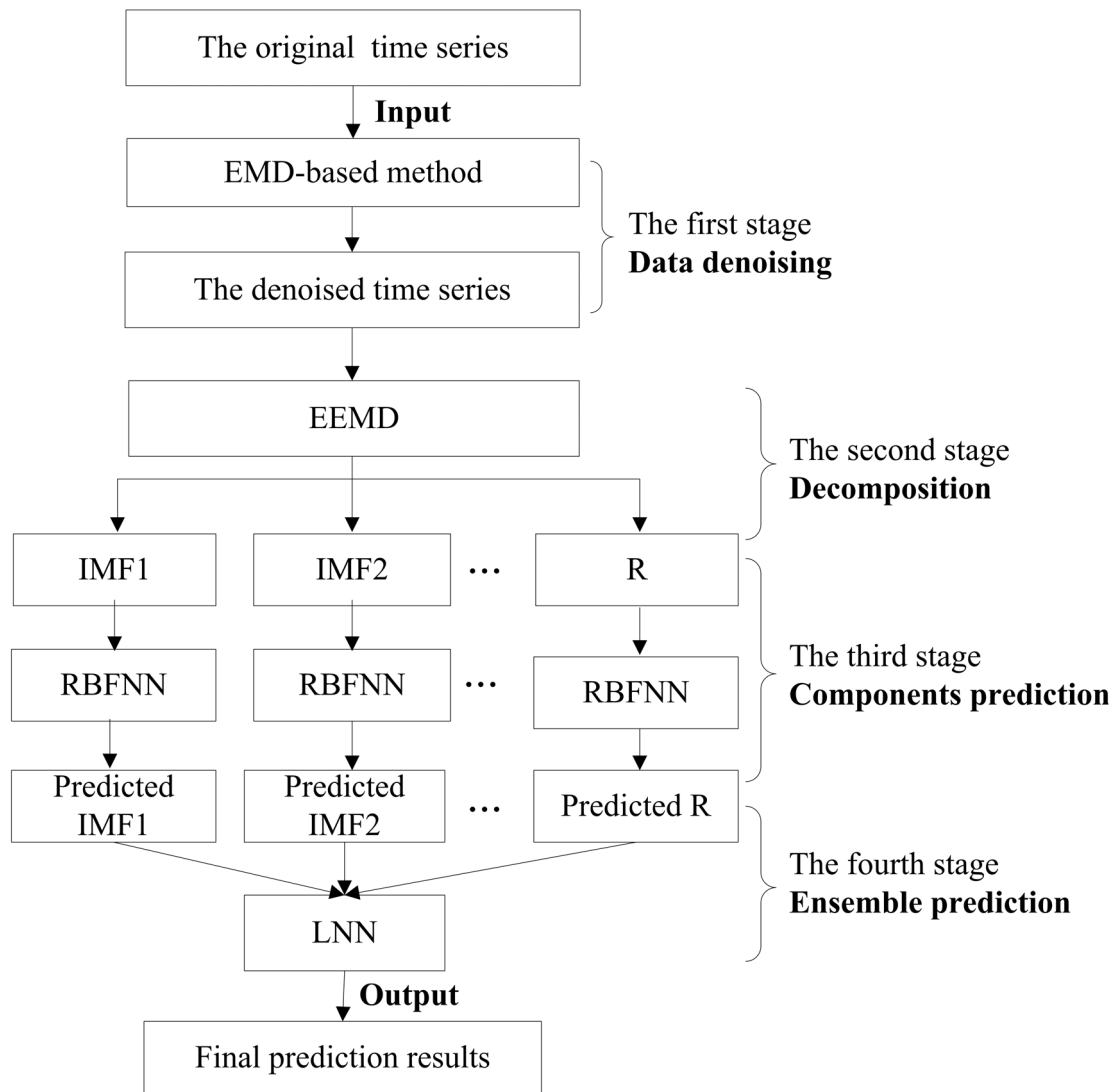 The original time series
Input
EMD-based method
The first stage
Data denoising
The denoised time series
EEMD
The second stage
Decomposition
IMF1
IMF2
...
R
RBFNN
RBFNN
...
RBFNN
The third stage
Components prediction
Predicted
IMF1
Predicted
IMF2
...
Predicted R
The fourth stage
Ensemble prediction
LNN
Output
Final prediction results